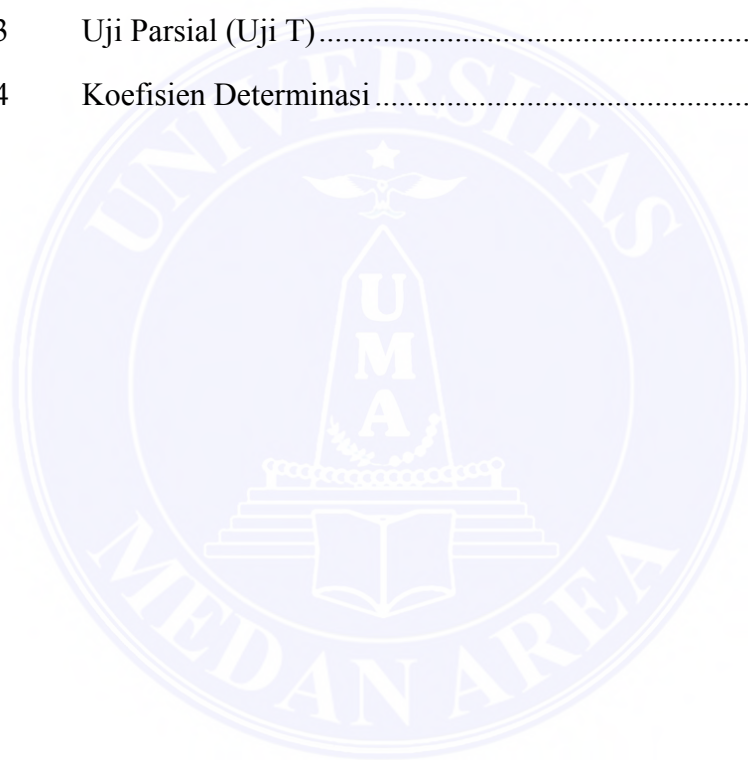 3 Uji Parsial (Uji T)..........................................................
4 Koefisien Determinasi..................................................
UNIVERSITAS
U
M
A
MEDAN AREA